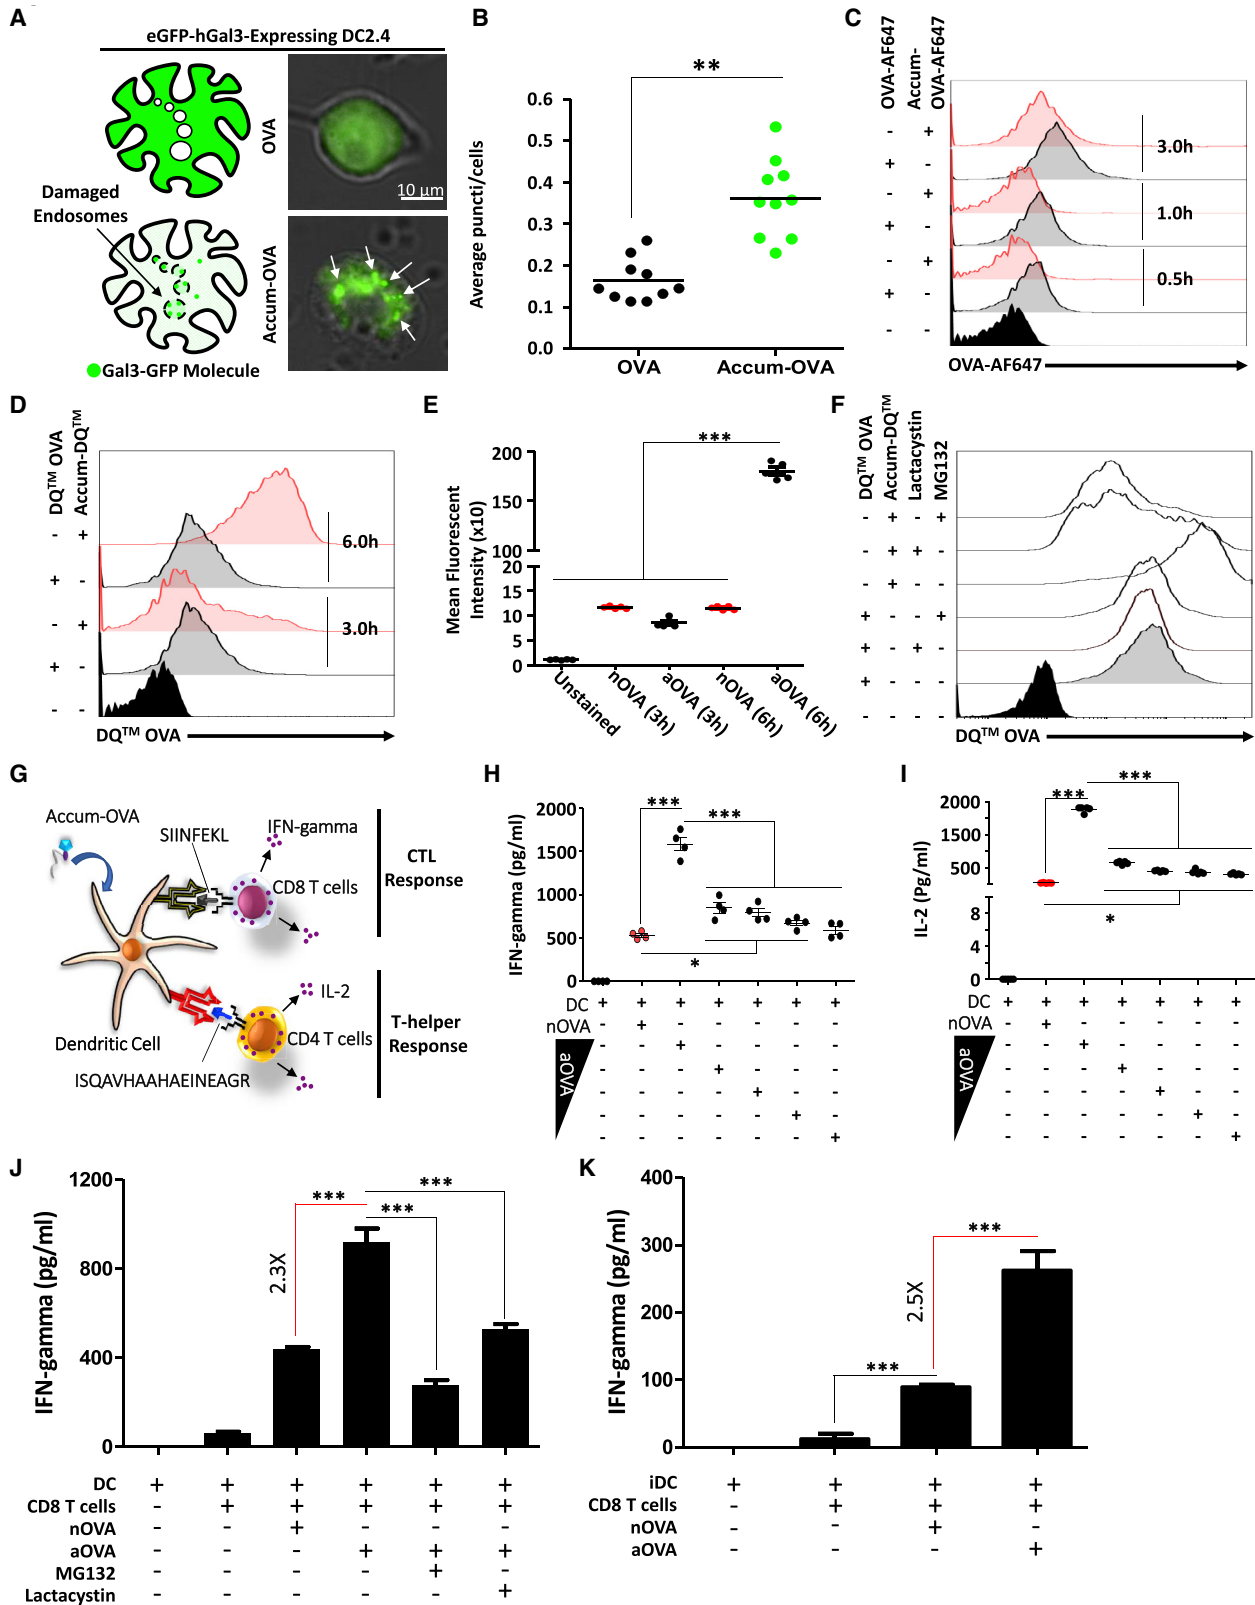 A
eGFP-hGal3-Expressing DC2.4
OVA
10 µm
Damaged
Endosomes
Accum-OVA
Gal3-GFP Molecule
B
**
Average puncti/cells
0.6
0.5
0.4
0.3
0.2
0.1
0.0
OVA
Accum-OVA
C
OVA-AF647
Accum-
OVA-AF647
- +
+ -
3.0h
- +
+ -
1.0h
- +
+ -
0.5h
- -
OVA-AF647
D
DQ™ OVA
Accum-DQ™
- +
6.0h
+ -
- +
3.0h
+ -
- -
DQ™ OVA
E
***
Mean Fluorescent
Intensity (x10)
200
150
100
20
15
10
5
0
Unstained
nOVA (3h)
aOVA (3h)
nOVA (6h)
aOVA (6h)
F
DQ™ OVA
Accum-DQ™
Lactacystin
MG132
- + - +
- + + -
- + - -
+ - - +
+ - + -
+ - - -
- - - -
DQ™ OVA
G
Accum-OVA
SIINFEKL
IFN-gamma
CD8 T cells
CTL
Response
IL-2
CD4 T cells
T-helper
Response
Dendritic Cell
ISQAVHAAHAEINEAGR
H
*** ***
IFN-gamma (pg/ml)
2000
1500
1000
500
0
*
DC + + + + + + +
nOVA - + - - - - -
aOVA
- - + - - - -
- - - + - - -
- - - - + - -
- - - - - + -
- - - - - - +
I
*** ***
IL-2 (Pg/ml)
2000
1500
500
8
6
4
2
0
*
DC + + + + + + +
nOVA - + - - - - -
aOVA
- - + - - - -
- - - + - - -
- - - - + - -
- - - - - + -
- - - - - - +
J
IFN-gamma (pg/ml)
1200
800
400
0
2.3X
*** *** ***
DC + + + + + +
CD8 T cells - + + + + +
nOVA - - + - - -
aOVA - - - + + +
MG132 - - - - + -
Lactacystin - - - - - +
K
IFN-gamma (pg/ml)
400
300
200
100
0
***
2.5X
***
iDC + + + +
CD8 T cells - + + +
nOVA - - + -
aOVA - - - +